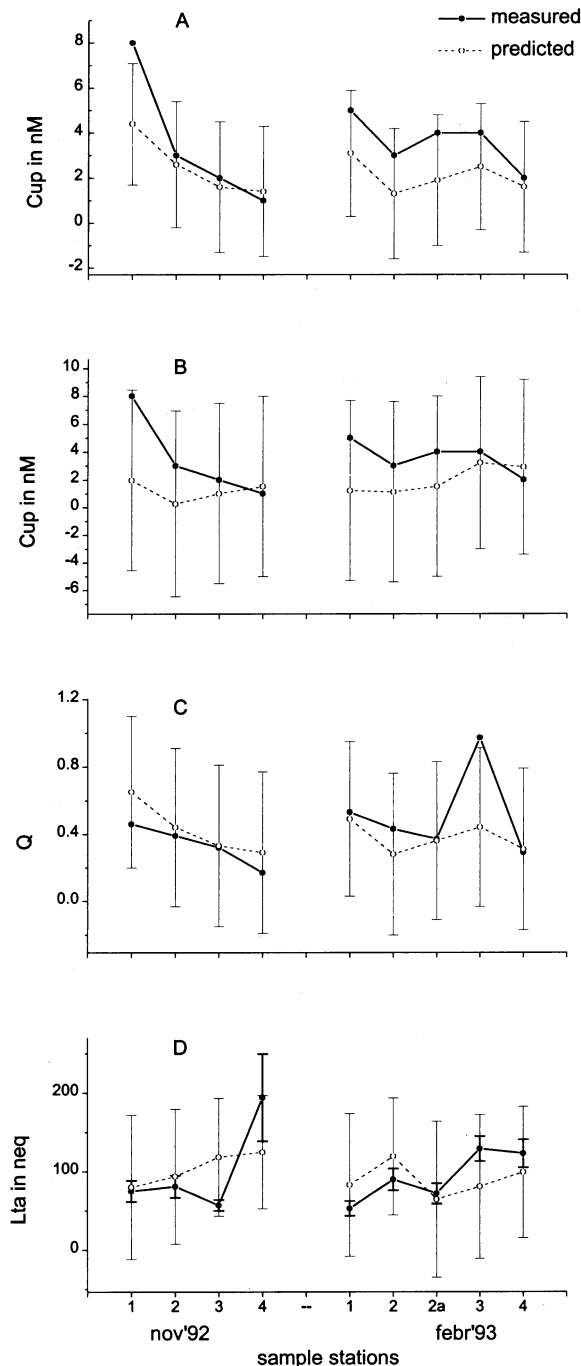 A
measured
predicted
8
6
4
2
0
-2
Cup in nM
B
10
8
6
4
2
0
-2
-4
-6
Cup in nM
C
1.2
0.8
0.4
0.0
Q
D
200
100
0
Lta in neq
1 2 3 4 -- 1 2 2a 3 4
nov'92 febr'93
sample stations